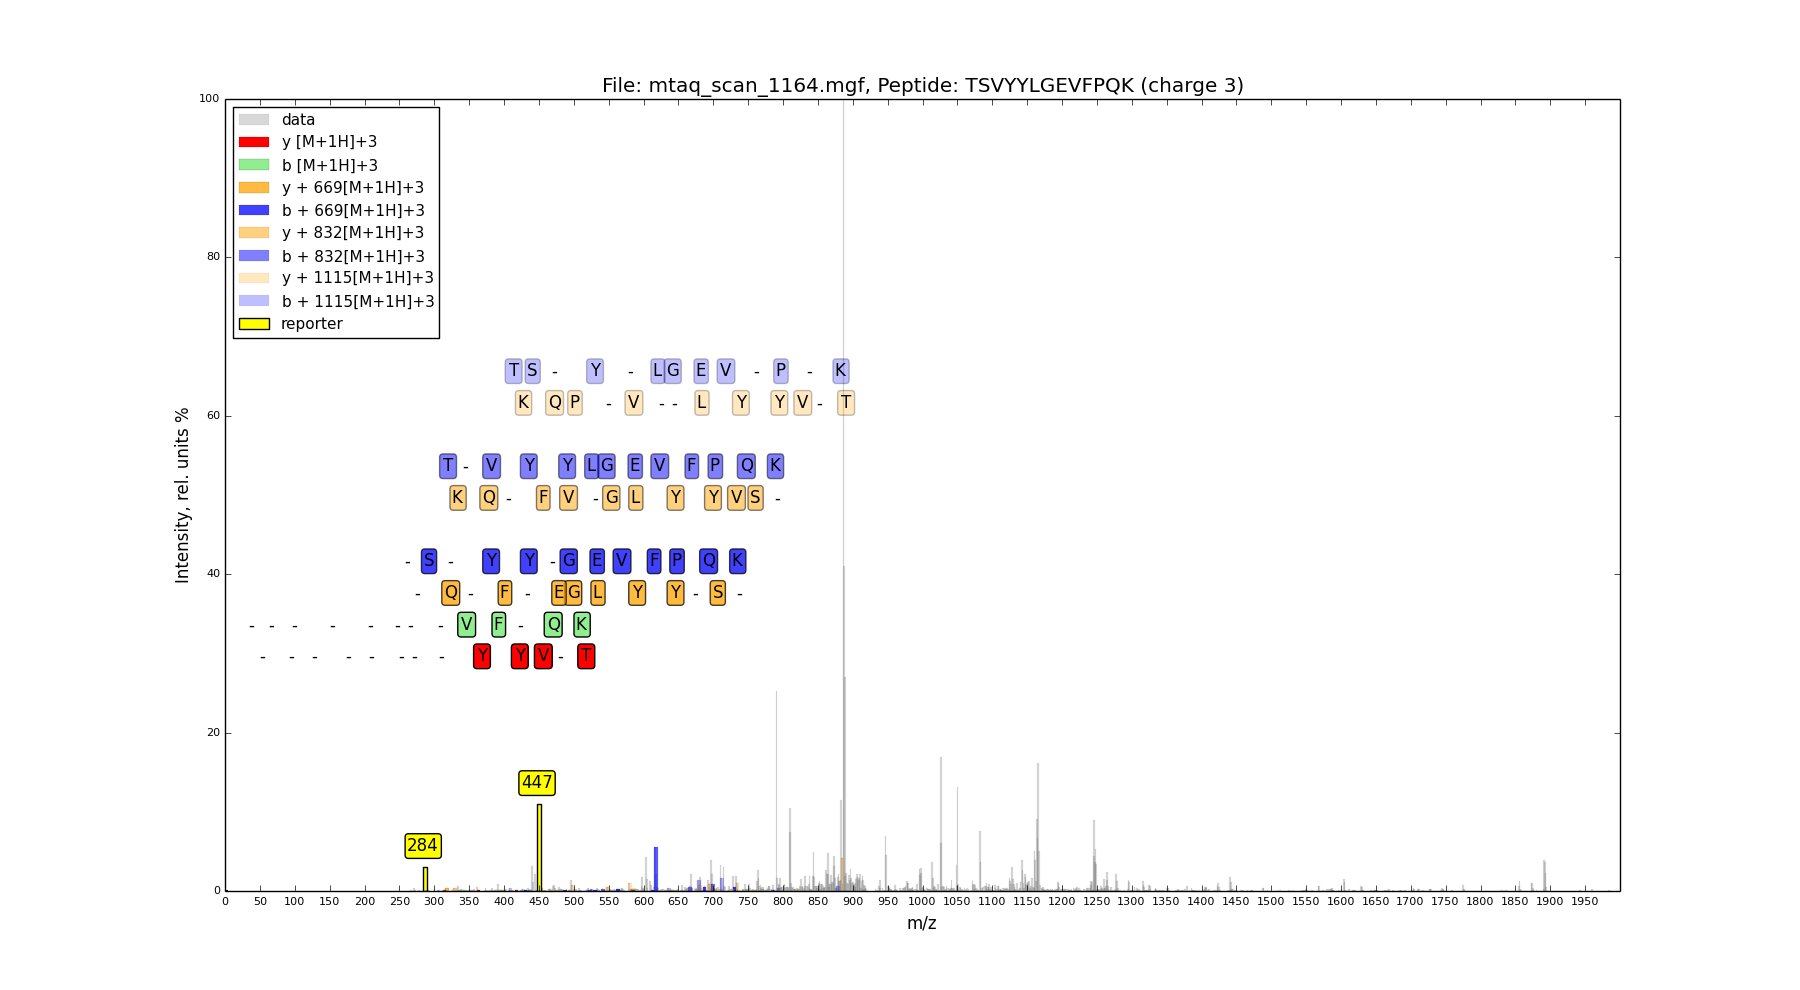 File: mtaq_scan_1164.mgf, Peptide: TSVYYLGEVFPQK (charge 3)
100
80
60
40
20
0
Intensity, rel. units %
data
y [M+1H]+3
b [M+1H]+3
y + 669[M+1H]+3
b + 669[M+1H]+3
y + 832[M+1H]+3
b + 832[M+1H]+3
y + 1115[M+1H]+3
b + 1115[M+1H]+3
reporter
T S - Y - L G E V - P - K
K Q P - V - - L Y Y V - T
T - V Y Y L G E V F P Q K
K Q - F V - G L Y Y V S -
- S - Y Y - G E V F P Q K
- Q - F - E G L Y Y - S -
- - - - - - - - V F - Q K
- - - - - - - - Y Y V - T
447
284
0 50 100 150 200 250 300 350 400 450 500 550 600 650 700 750 800 850 900 950 1000 1050 1100 1150 1200 1250 1300 1350 1400 1450 1500 1550 1600 1650 1700 1750 1800 1850 1900 1950
m/z